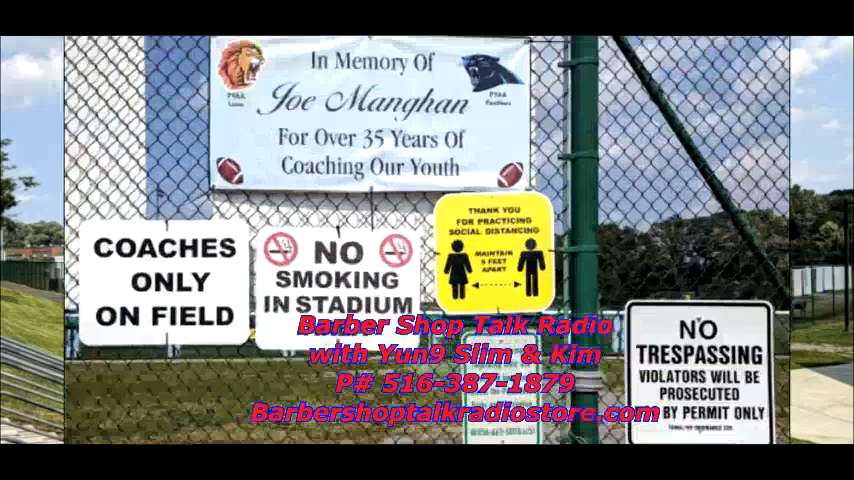 In Memory Of
Joe Manghan
For Over 35 Years Of
Coaching Our Youth
PYAA
Lions
PYAA
Panthers
COACHES
ONLY
ON FIELD
NO
SMOKING
IN STADIUM
THANK YOU
FOR PRACTICING
SOCIAL DISTANCING
MAINTAIN
6 FEET
APART
NO
TRESPASSING
VIOLATORS WILL BE
PROSECUTED
BY PERMIT ONLY
Barber Shop Talk Radio
with Yun9 Slim & Kim
P# 516-387-1879
Barbershoptalkradiostore.com